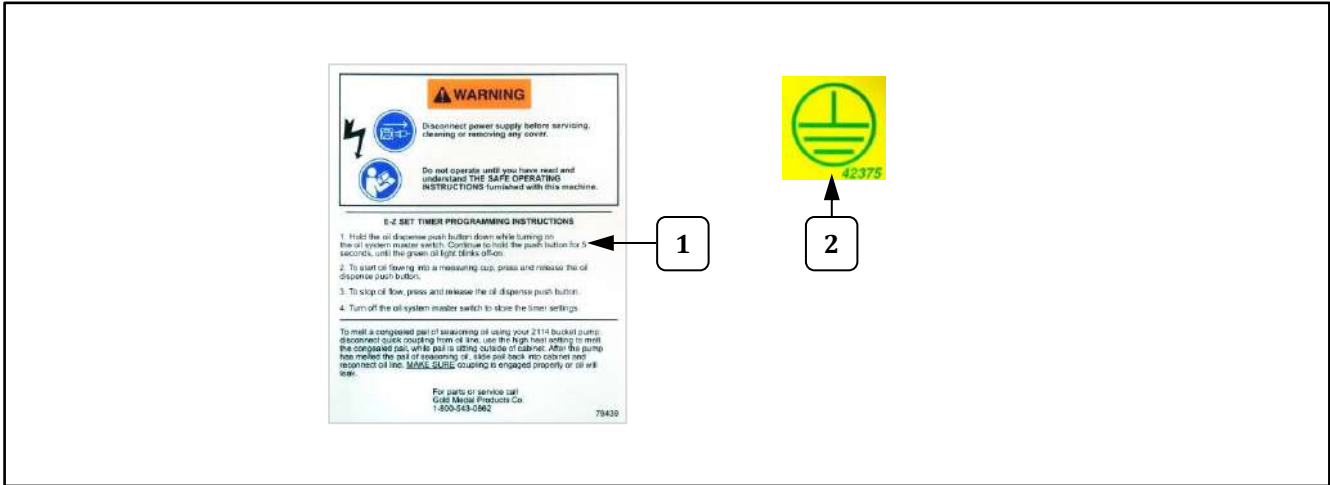 WARNING
Disconnect power supply before servicing,
cleaning or removing any cover.
Do not operate until you have read and
understand THE SAFE OPERATING
INSTRUCTIONS furnished with this machine.
E-Z SET TIMER PROGRAMMING INSTRUCTIONS
1. Hold the oil dispense push button down while turning on
the oil system master switch. Continue to hold the push button for 5
seconds, until the green oil light blinks off-on.
2. To start oil flowing into a measuring cup, press and release the oil
dispense push button.
3. To stop oil flow, press and release the oil dispense push button.
4. Turn off the oil system master switch to store the timer settings.
To melt a congealed pail of seasoning oil using your 2114 bucket pump:
disconnect quick coupling from oil line, use the high heat setting to melt
the congealed pail, while pail is sitting outside of cabinet. After the pump
has melted the pail of seasoning oil, slide pail back into cabinet and
reconnect oil line. MAKE SURE coupling is engaged properly or oil will
leak.
For parts or service call
Gold Medal Products Co.
1-800-543-0862
79439
1
42375
2